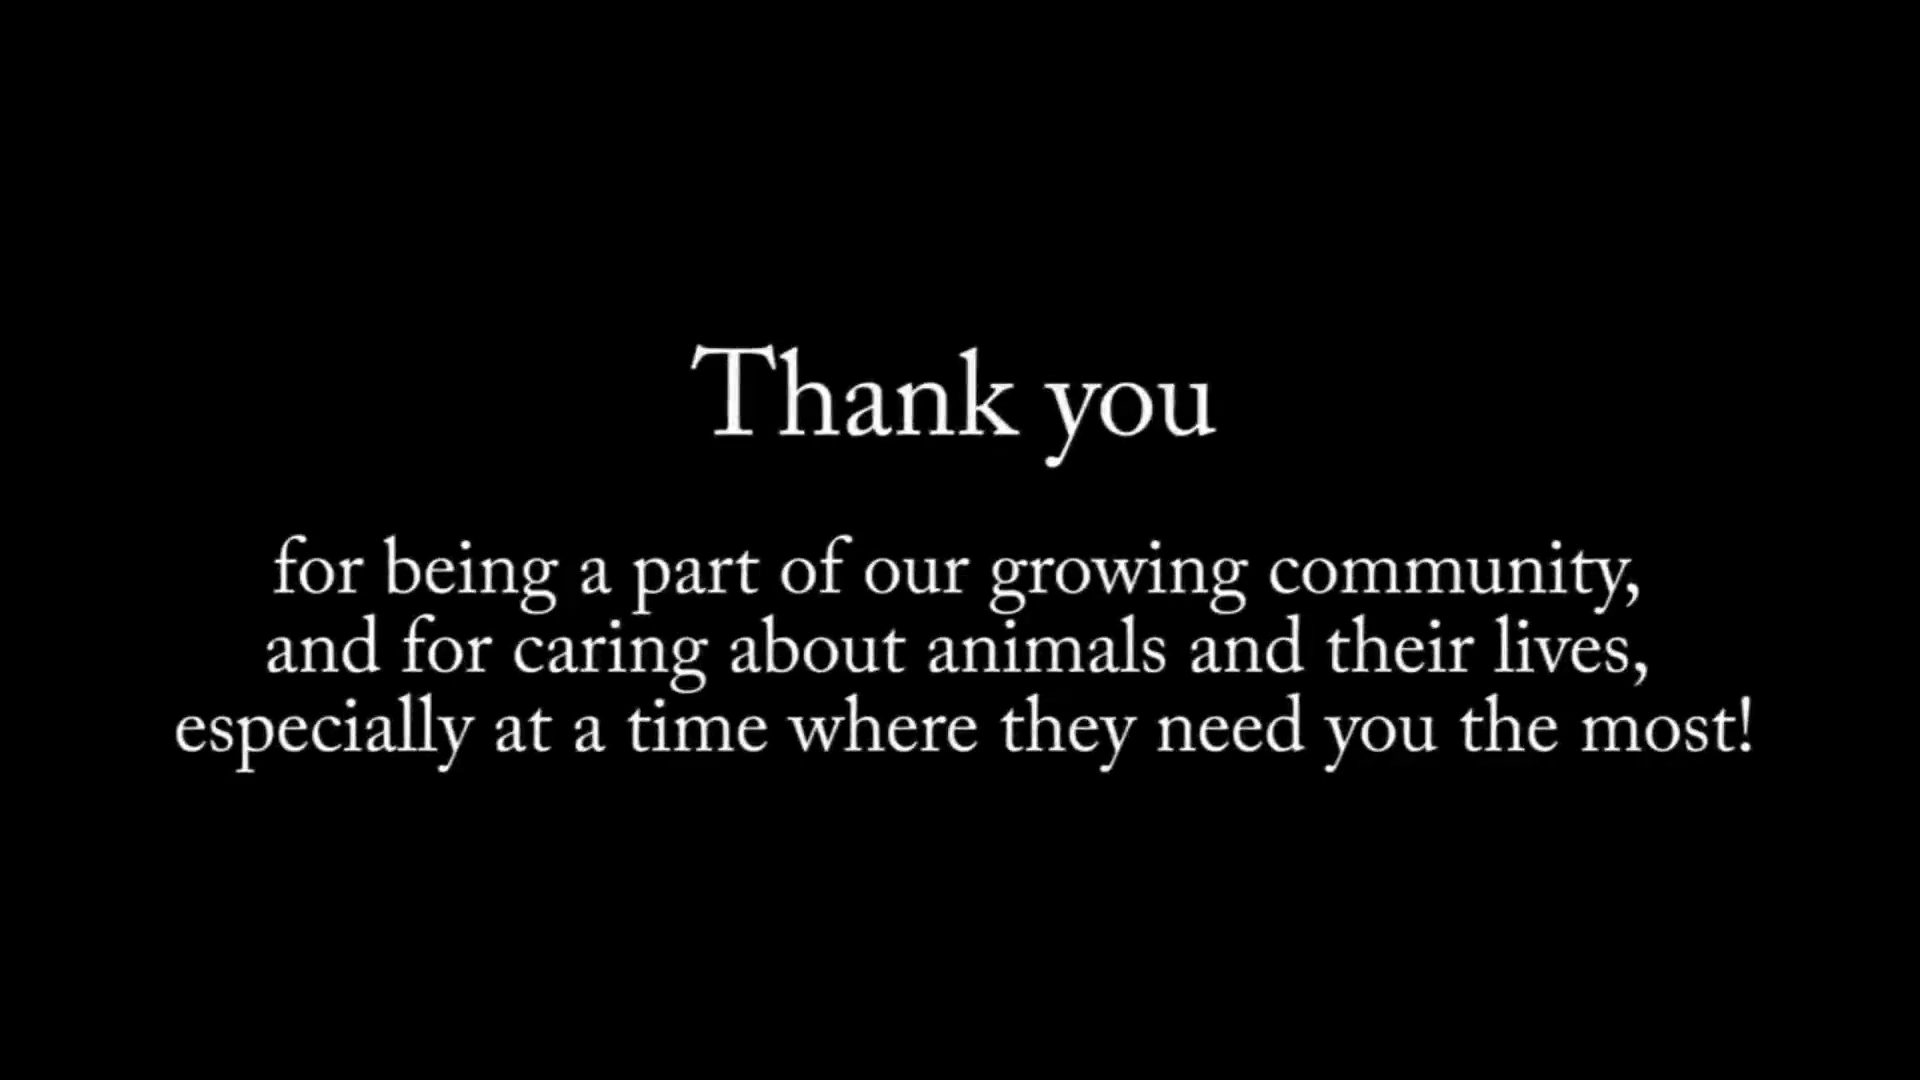 Thank you
for being a part of our growing community,
and for caring about animals and their lives,
especially at a time where they need you the most!